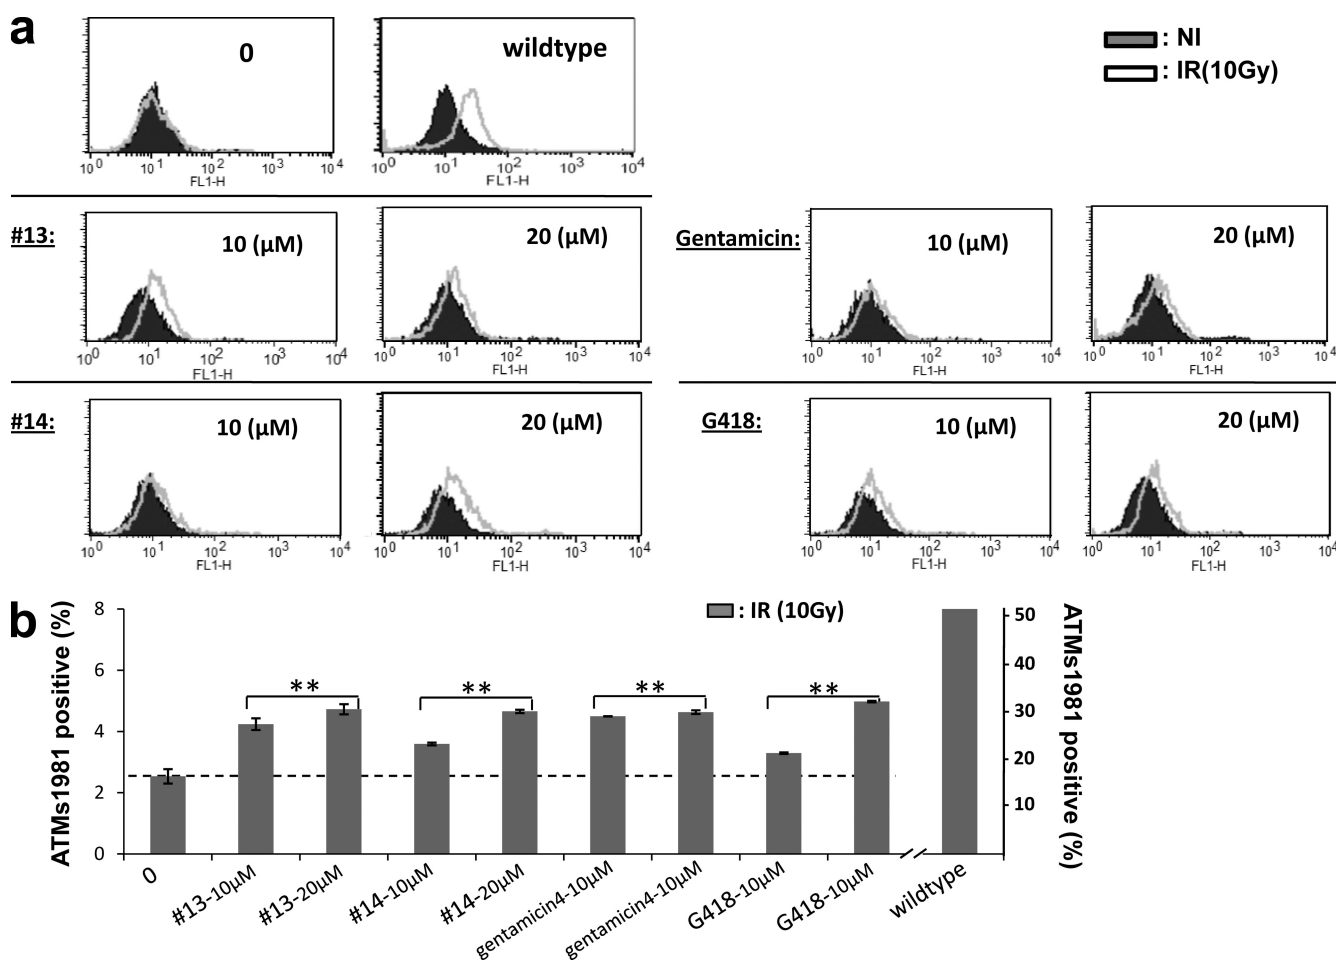 a
0
wildtype
: NI
: IR(10Gy)
10^0 10^1 10^2 10^3 10^4
FL1-H
10^0 10^1 10^2 10^3 10^4
FL1-H
#13:
10 (µM)
20 (µM)
Gentamicin:
10 (µM)
20 (µM)
10^0 10^1 10^2 10^3 10^4
FL1-H
10^0 10^1 10^2 10^3 10^4
FL1-H
10^0 10^1 10^2 10^3 10^4
FL1-H
10^0 10^1 10^2 10^3 10^4
FL1-H
#14:
10 (µM)
20 (µM)
G418:
10 (µM)
20 (µM)
10^0 10^1 10^2 10^3 10^4
FL1-H
10^0 10^1 10^2 10^3 10^4
FL1-H
10^0 10^1 10^2 10^3 10^4
FL1-H
10^0 10^1 10^2 10^3 10^4
FL1-H
b
ATMs1981 positive (%)
8
6
4
2
0
: IR (10Gy)
**
**
**
**
50
40
30
20
10
ATMs1981 positive (%)
0
#13-10µM
#13-20µM
#14-10µM
#14-20µM
gentamicin4-10µM
gentamicin4-10µM
G418-10µM
G418-10µM
wildtype